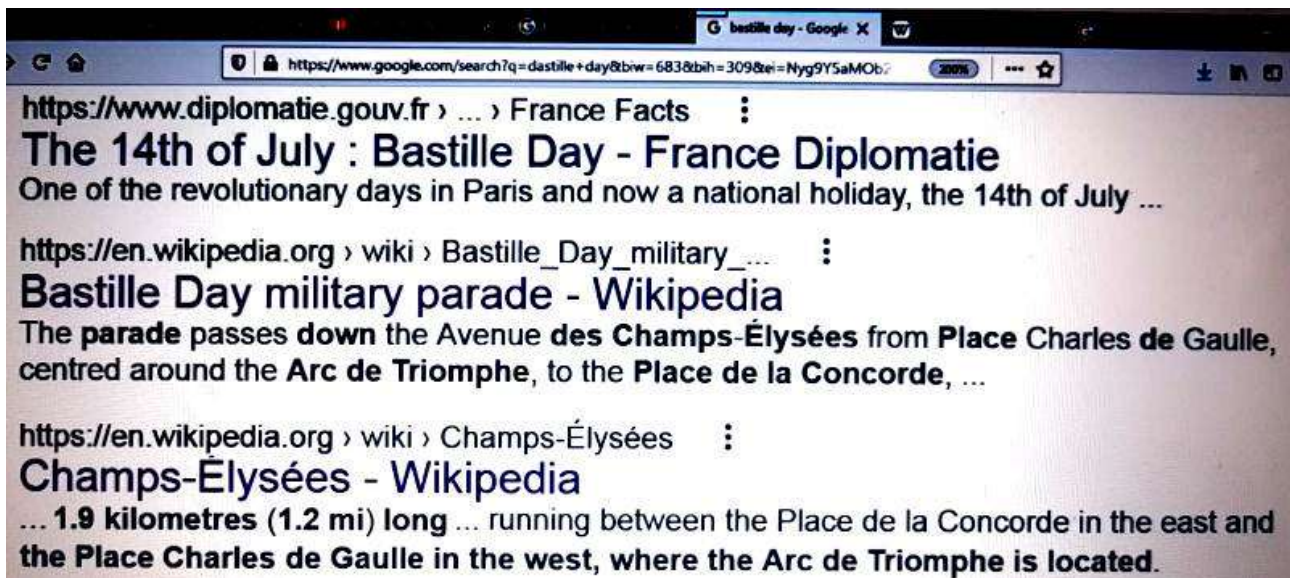 G bastille day - Google X W
https://www.google.com/search?q=dastille+day&biw=683&bih=309&ei=Nyg9Y5aMOb2
200%
https://www.diplomatie.gouv.fr › ... › France Facts
The 14th of July : Bastille Day - France Diplomatie
One of the revolutionary days in Paris and now a national holiday, the 14th of July ...
https://en.wikipedia.org › wiki › Bastille_Day_military_...
Bastille Day military parade - Wikipedia
The parade passes down the Avenue des Champs-Élysées from Place Charles de Gaulle,
centred around the Arc de Triomphe, to the Place de la Concorde, ...
https://en.wikipedia.org › wiki › Champs-Élysées
Champs-Élysées - Wikipedia
... 1.9 kilometres (1.2 mi) long ... running between the Place de la Concorde in the east and
the Place Charles de Gaulle in the west, where the Arc de Triomphe is located.